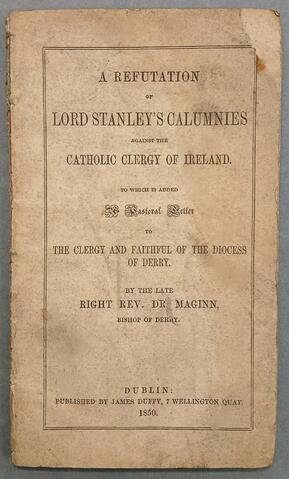 A REFUTATION
OF
LORD STANLEY'S CALUMNIES
AGAINST THE
CATHOLIC CLERGY OF IRELAND.
TO WHICH IS ADDED
A Pastoral Letter
TO
THE CLERGY AND FAITHFUL OF THE DIOCESS
OF DERRY.
BY THE LATE
RIGHT REV. DR. MAGINN,
BISHOP OF DERRY.
DUBLIN:
PUBLISHED BY JAMES DUFFY, 7 WELLINGTON QUAY.
1850.